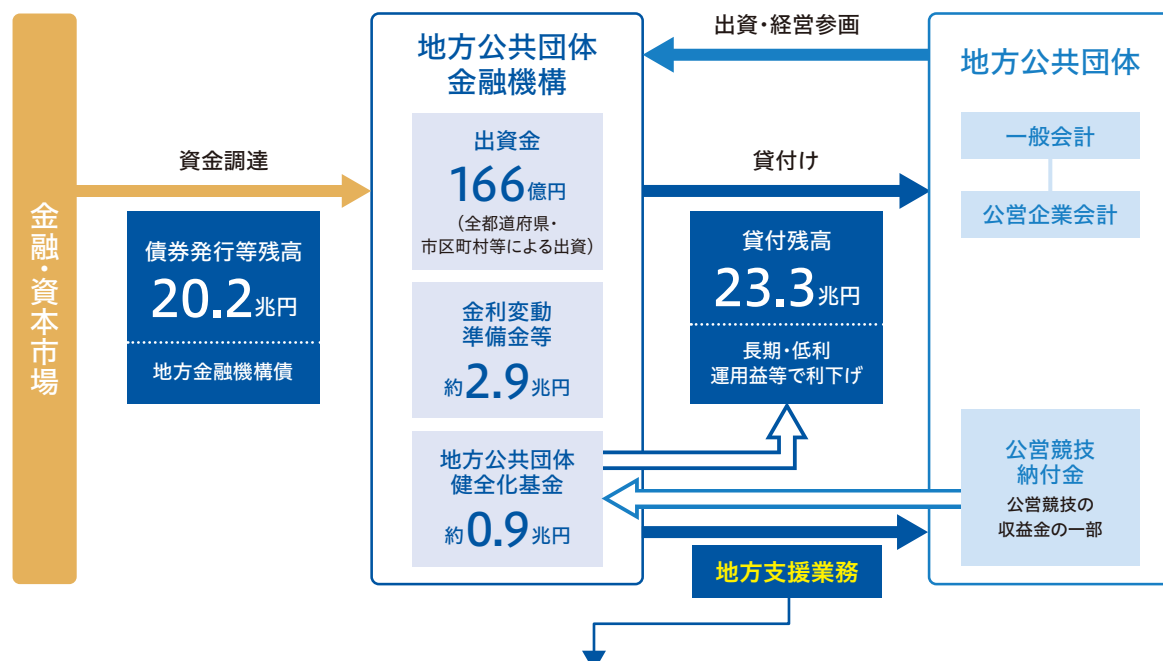 金融・資本市場
資金調達
債券発行等残高
20.2兆円
地方金融機構債
地方公共団体
金融機構
出資金
166億円
(全都道府県・
市区町村等による出資)
金利変動
準備金等
約2.9兆円
地方公共団体
健全化基金
約0.9兆円
出資・経営参画
貸付け
貸付残高
23.3兆円
長期・低利
運用益等で利下げ
地方支援業務
地方公共団体
一般会計
公営企業会計
公営競技
納付金
公営競技の
収益金の一部